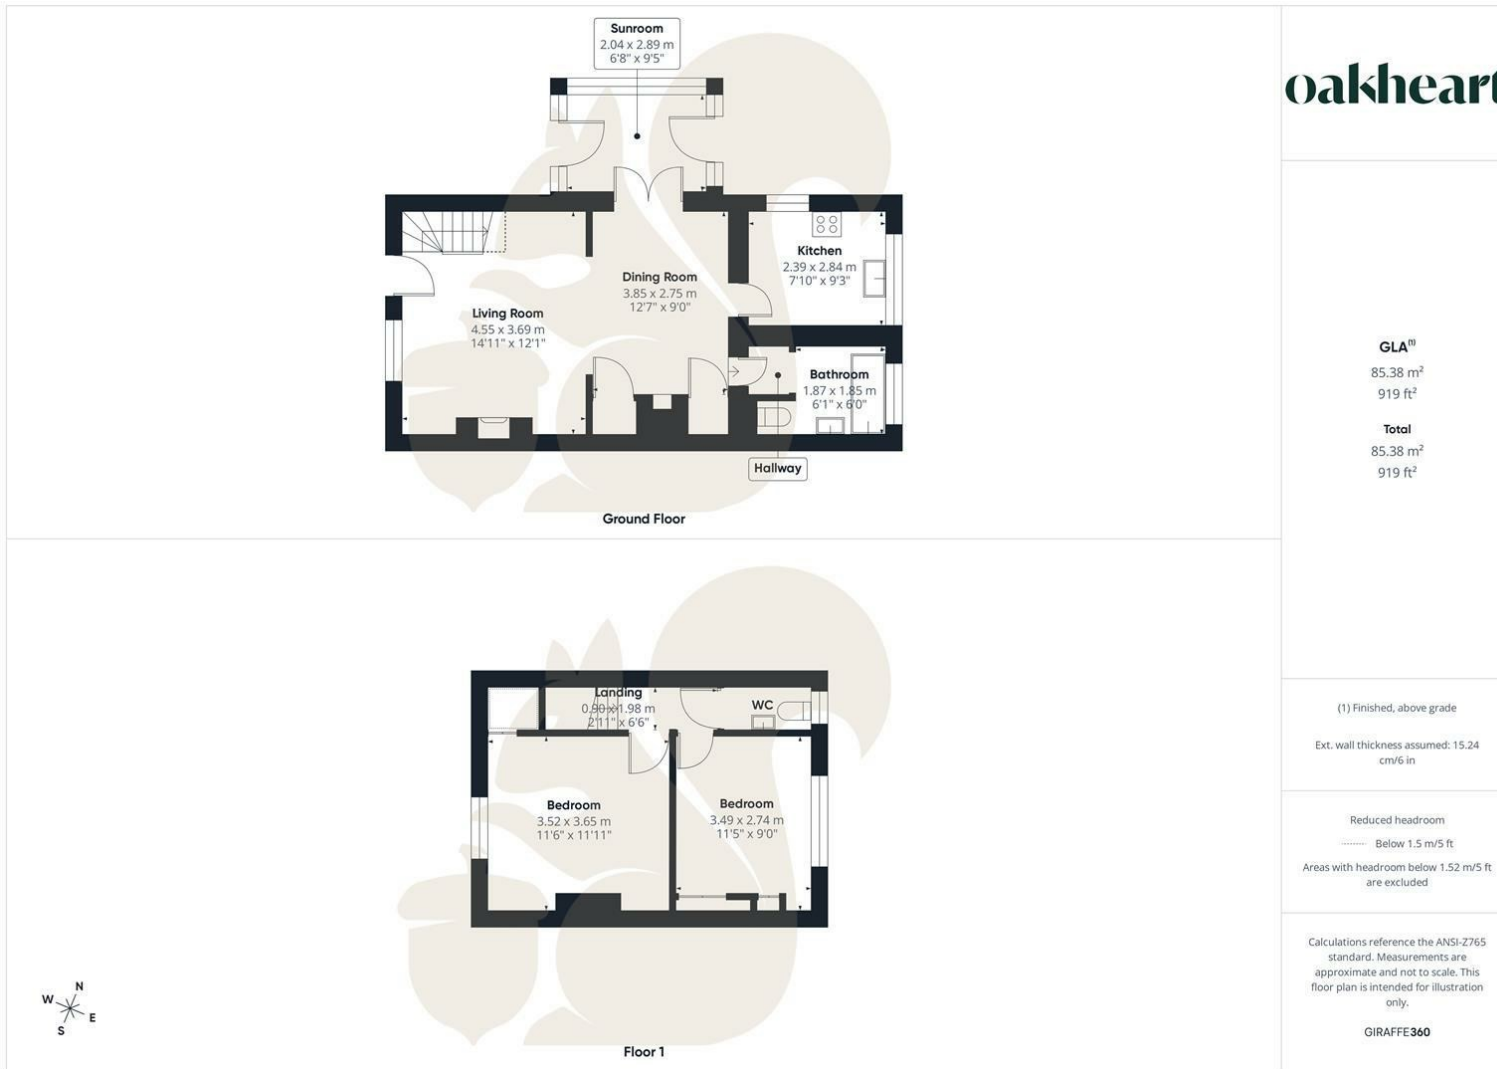 Sunroom
2.04 x 2.89 m
6'8" x 9'5"
Kitchen
2.39 x 2.84 m
7'10" x 9'3"
Dining Room
3.85 x 2.75 m
12'7" x 9'0"
Living Room
4.55 x 3.69 m
14'11" x 12'1"
Bathroom
1.87 x 1.85 m
6'1" x 6'0"
Hallway
Ground Floor
Landing
0.90 x 1.98 m
2'11" x 6'6"
WC
Bedroom
3.52 x 3.65 m
11'6" x 11'11"
Bedroom
3.49 x 2.74 m
11'5" x 9'0"
N
W
E
S
Floor 1
oakheart
GLA(1)
85.38 m²
919 ft²
Total
85.38 m²
919 ft²
(1) Finished, above grade
Ext. wall thickness assumed: 15.24
cm/6 in
Reduced headroom
Below 1.5 m/5 ft
Areas with headroom below 1.52 m/5 ft
are excluded
Calculations reference the ANSI-Z765
standard. Measurements are
approximate and not to scale. This
floor plan is intended for illustration
only.
GIRAFFE360